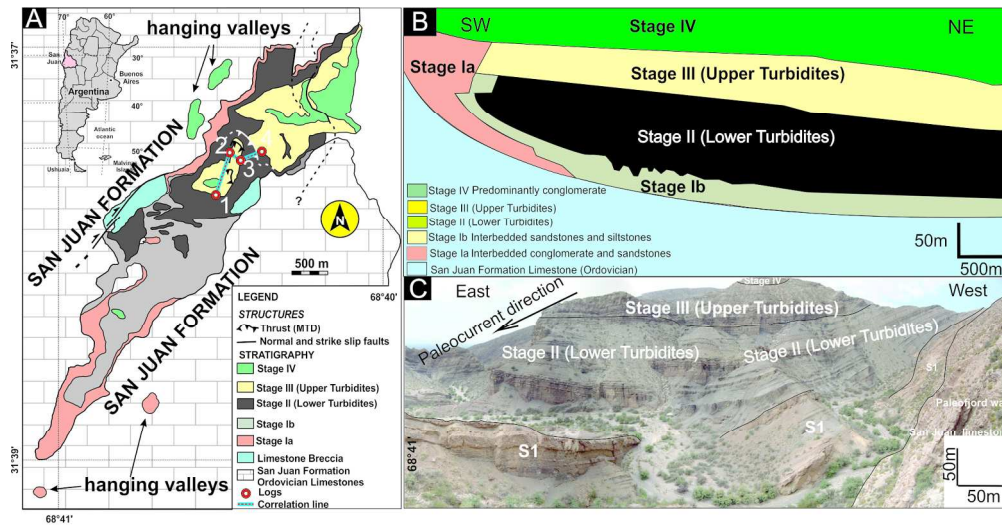 A
hanging valleys
70°
60°
San Juan
30°
Buenos Aires
Argentina
40°
Atlantic ocean
50°
Malvinas Island
Ushuaia
31°37'
SAN JUAN FORMATION
2
3
4
1
?
?
N
500 m
68°40'
SAN JUAN FORMATION
31°39'
hanging valleys
68°41'
LEGEND
STRUCTURES
Thrust (MTD)
Normal and strike slip faults
STRATIGRAPHY
Stage IV
Stage III (Upper Turbidites)
Stage II (Lower Turbidites)
Stage Ib
Stage Ia
Limestone Breccia
San Juan Formation
Ordovician Limestones
Logs
Correlation line
B
SW
Stage IV
NE
Stage Ia
Stage III (Upper Turbidites)
Stage II (Lower Turbidites)
Stage Ib
Stage IV Predominantly conglomerate
Stage III (Upper Turbidites)
Stage II (Lower Turbidites)
Stage Ib Interbedded sandstones and siltstones
Stage Ia Interbedded conglomerate and sandstones
San Juan Formation Limestone (Ordovician)
50m
500m
C
East
West
Stage IV
Paleocurrent direction
Stage III (Upper Turbidites)
Stage II (Lower Turbidites)
Stage II (Lower Turbidites)
S1
Paleofjord wa
San Juan limestone
S1
S1
68°41'
50m
50m